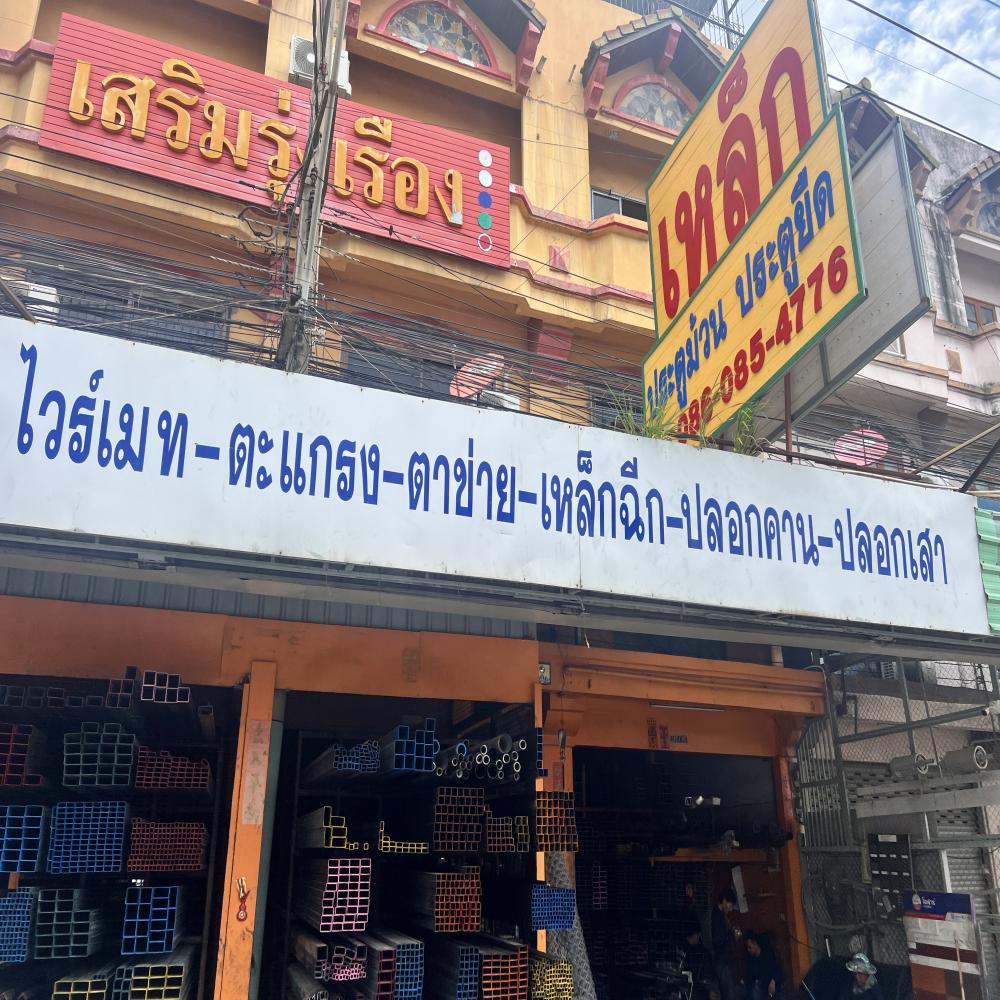 เสริมรุ่งเรือง
เหล็ก
ประตูม้วน ประตูยืด
086-085-4776
ไวร์เมท-ตะแกรง-ตาข่าย-เหล็กฉีก-ปลอกคาน-ปลอกเสา